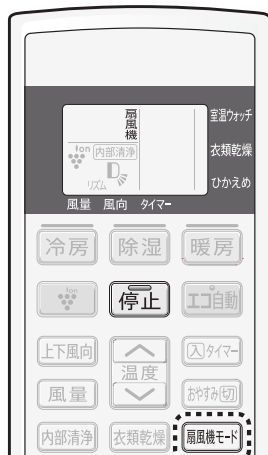 扇風機
室温ウォッチ
ion
内部清浄
衣類乾燥
リズム
ひかえめ
風量 風向 タイマー
冷房 除湿 暖房
停止 エコ自動
上下風向 入タイマー
温度
風量 おやすみ切
内部清浄 衣類乾燥 扇風機モード